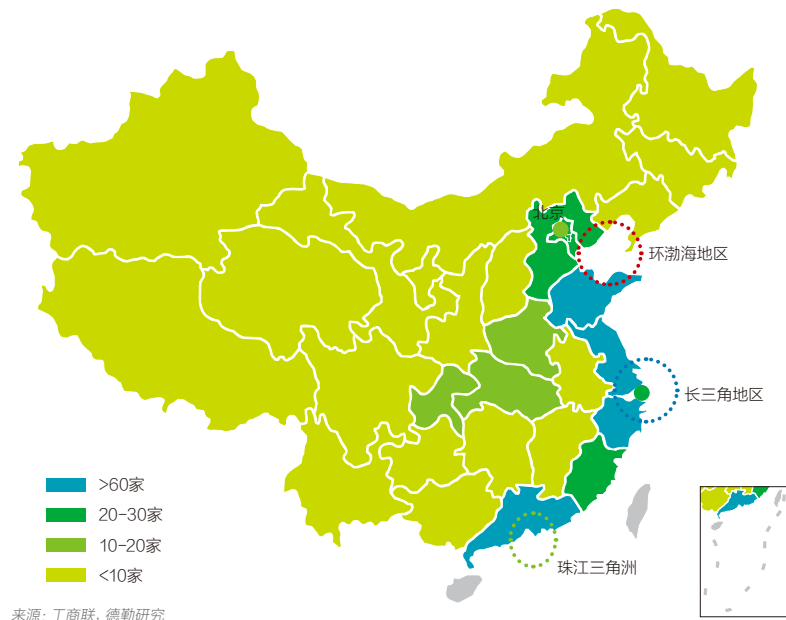 北京
环渤海地区
长三角地区
珠江三角洲
>60家
20-30家
10-20家
<10家
来源：工商联，德勤研究